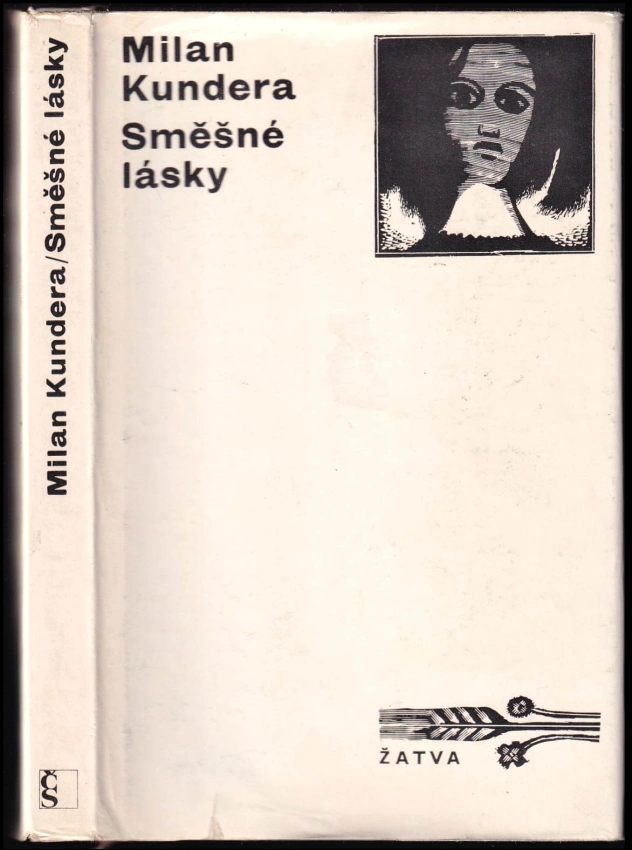 Milan Kundera/Směšné lásky
ČS
Milan
Kundera
Směšné
lásky
ŽATVA